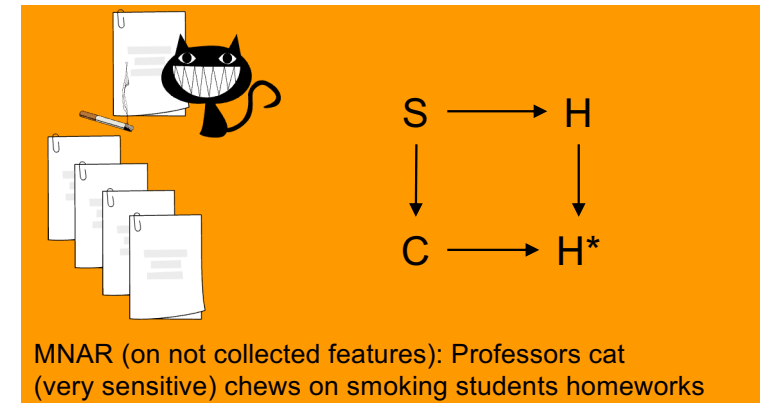 S H
C H*
MNAR (on not collected features): Professors cat
(very sensitive) chews on smoking students homeworks